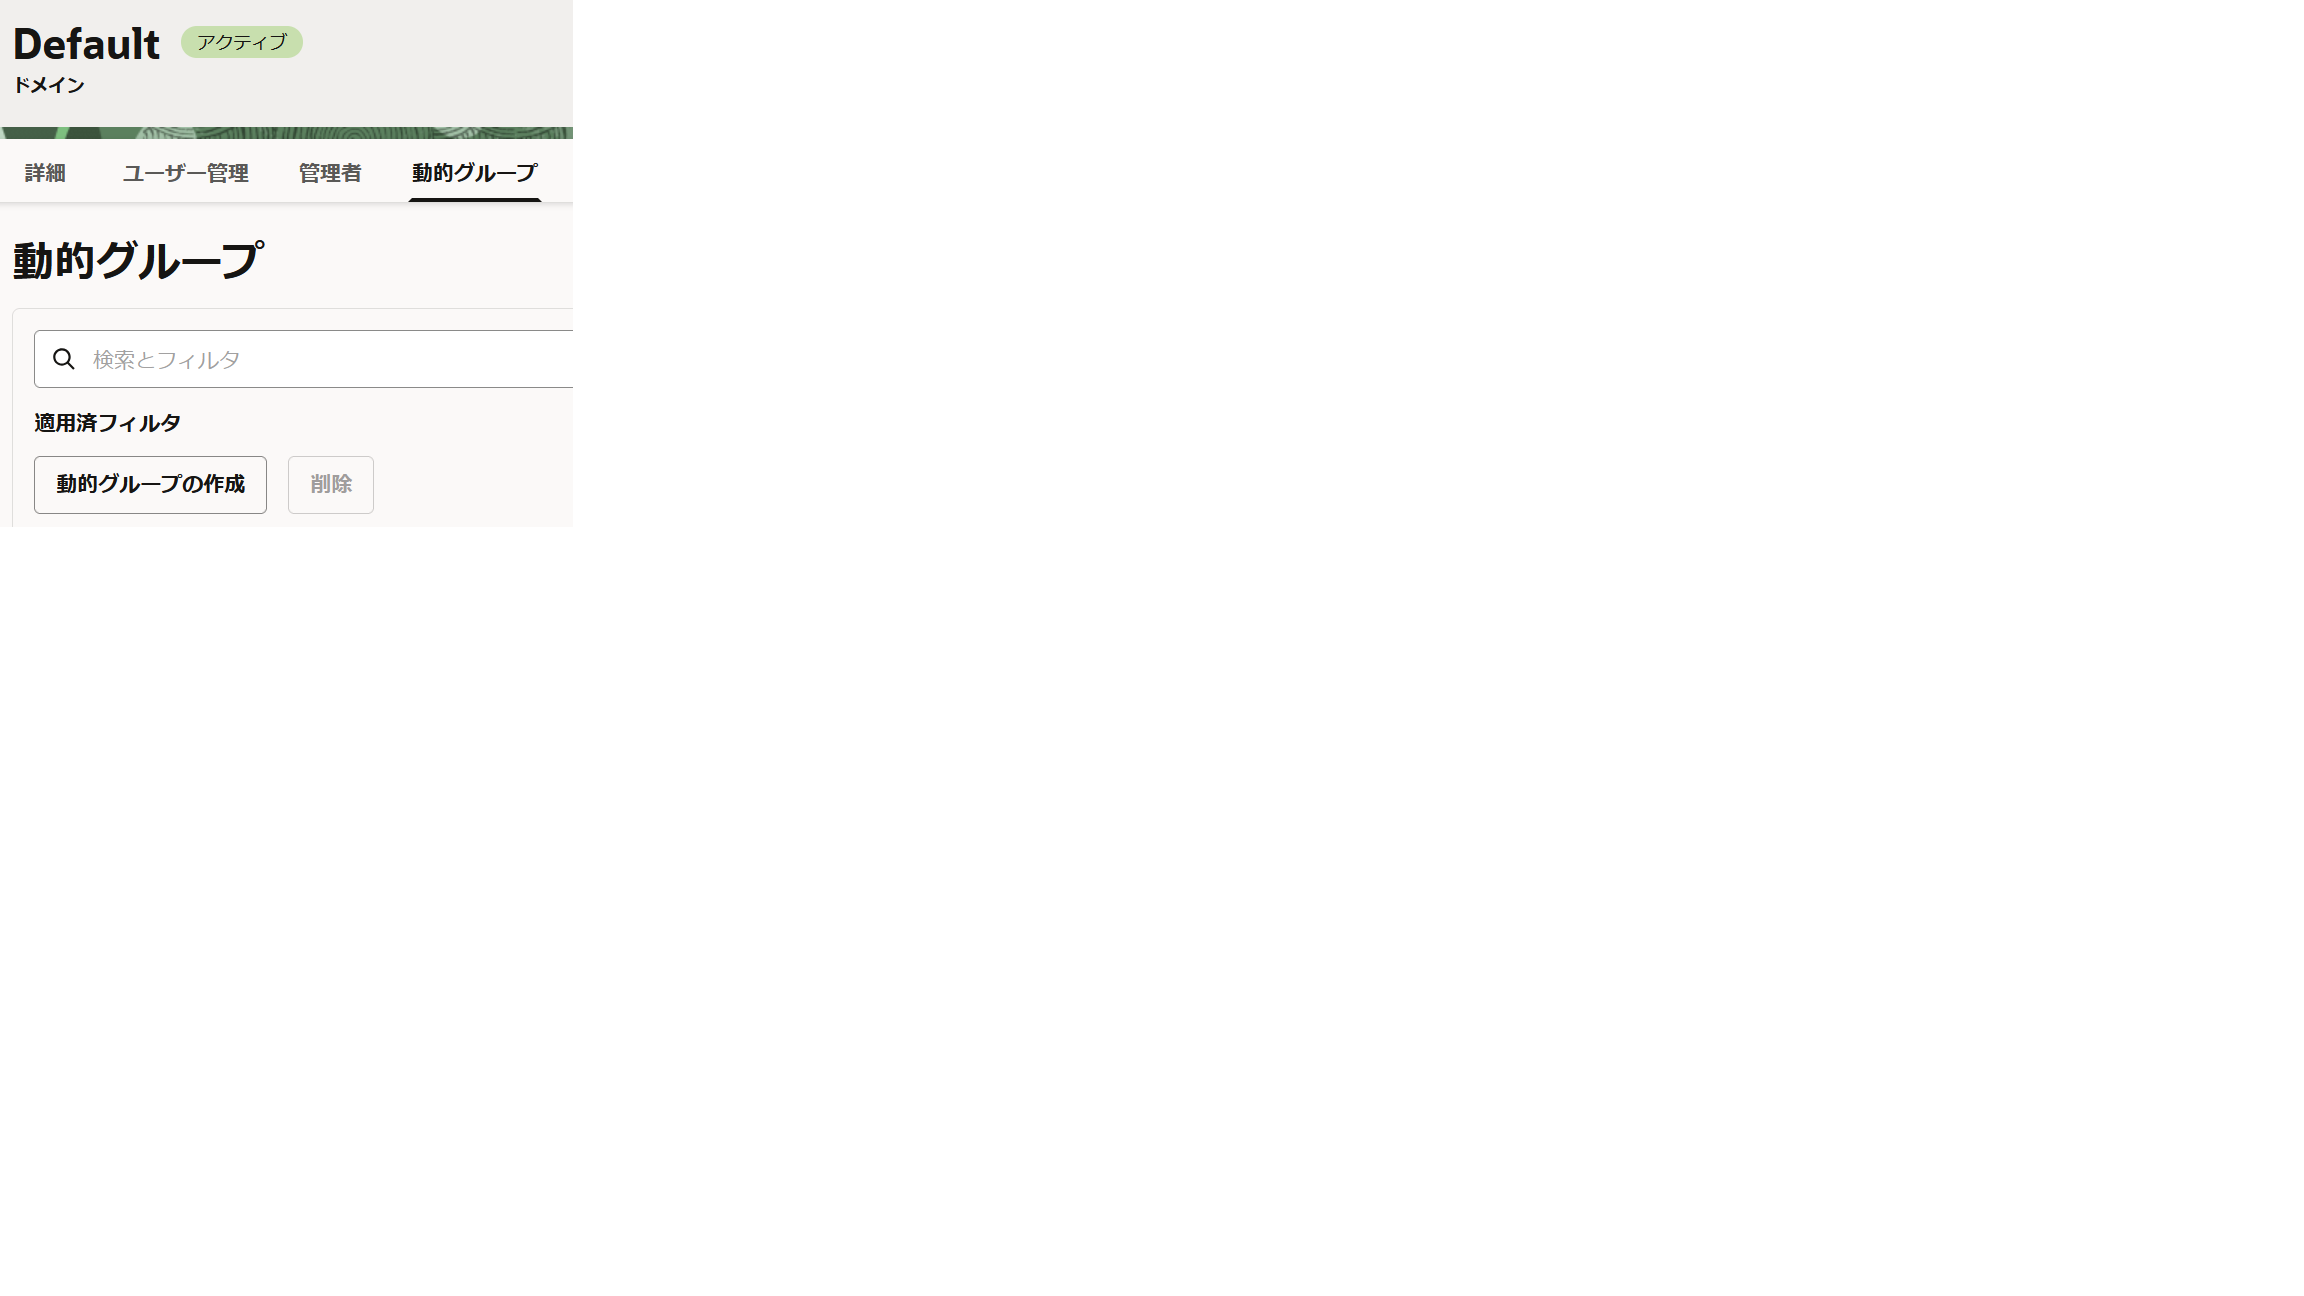 Default アクティブ
ドメイン
詳細 ユーザー管理 管理者 動的グループ
動的グループ
検索とフィルタ
適用済フィルタ
動的グループの作成 削除